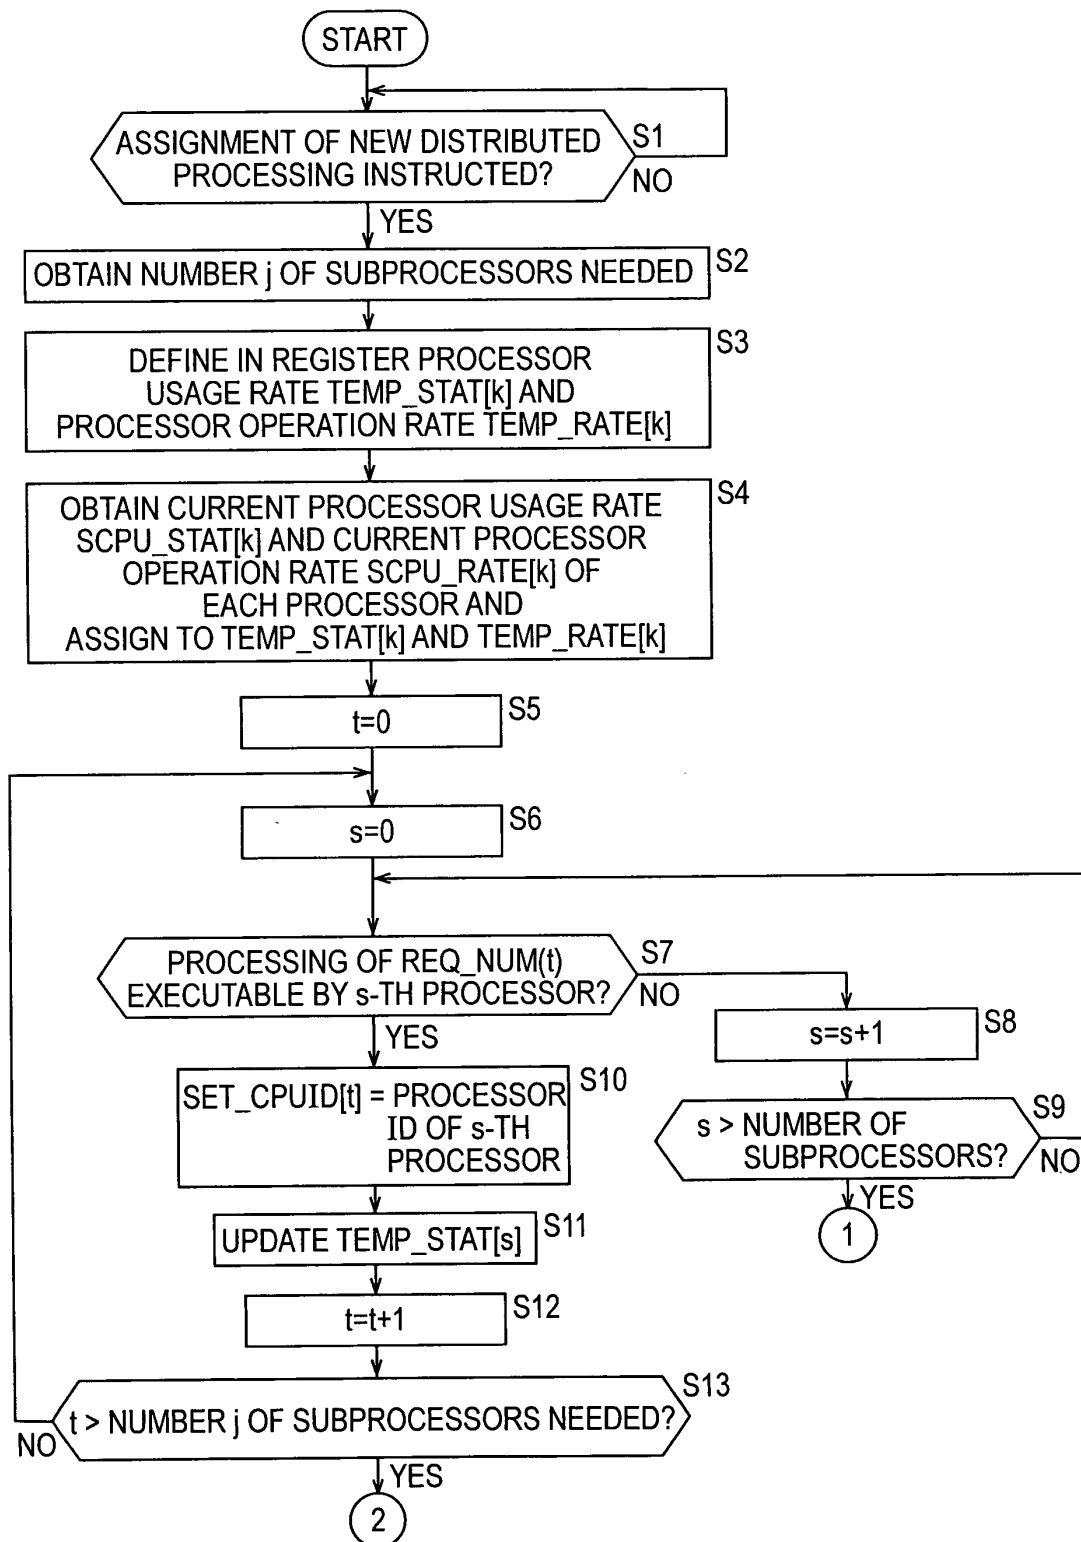 START
ASSIGNMENT OF NEW DISTRIBUTED
PROCESSING INSTRUCTED?
S1
NO
YES
OBTAIN NUMBER j OF SUBPROCESSORS NEEDED
S2
DEFINE IN REGISTER PROCESSOR
USAGE RATE TEMP_STAT[k] AND
PROCESSOR OPERATION RATE TEMP_RATE[k]
S3
OBTAIN CURRENT PROCESSOR USAGE RATE
SCPU_STAT[k] AND CURRENT PROCESSOR
OPERATION RATE SCPU_RATE[k] OF
EACH PROCESSOR AND
ASSIGN TO TEMP_STAT[k] AND TEMP_RATE[k]
S4
t=0
S5
s=0
S6
PROCESSING OF REQ_NUM(t)
EXECUTABLE BY s-TH PROCESSOR?
S7
NO
YES
s=s+1
S8
s > NUMBER OF
SUBPROCESSORS?
S9
NO
YES
1
SET_CPUID[t] = PROCESSOR
ID OF s-TH
PROCESSOR
S10
UPDATE TEMP_STAT[s]
S11
t=t+1
S12
t > NUMBER j OF SUBPROCESSORS NEEDED?
S13
NO
YES
2